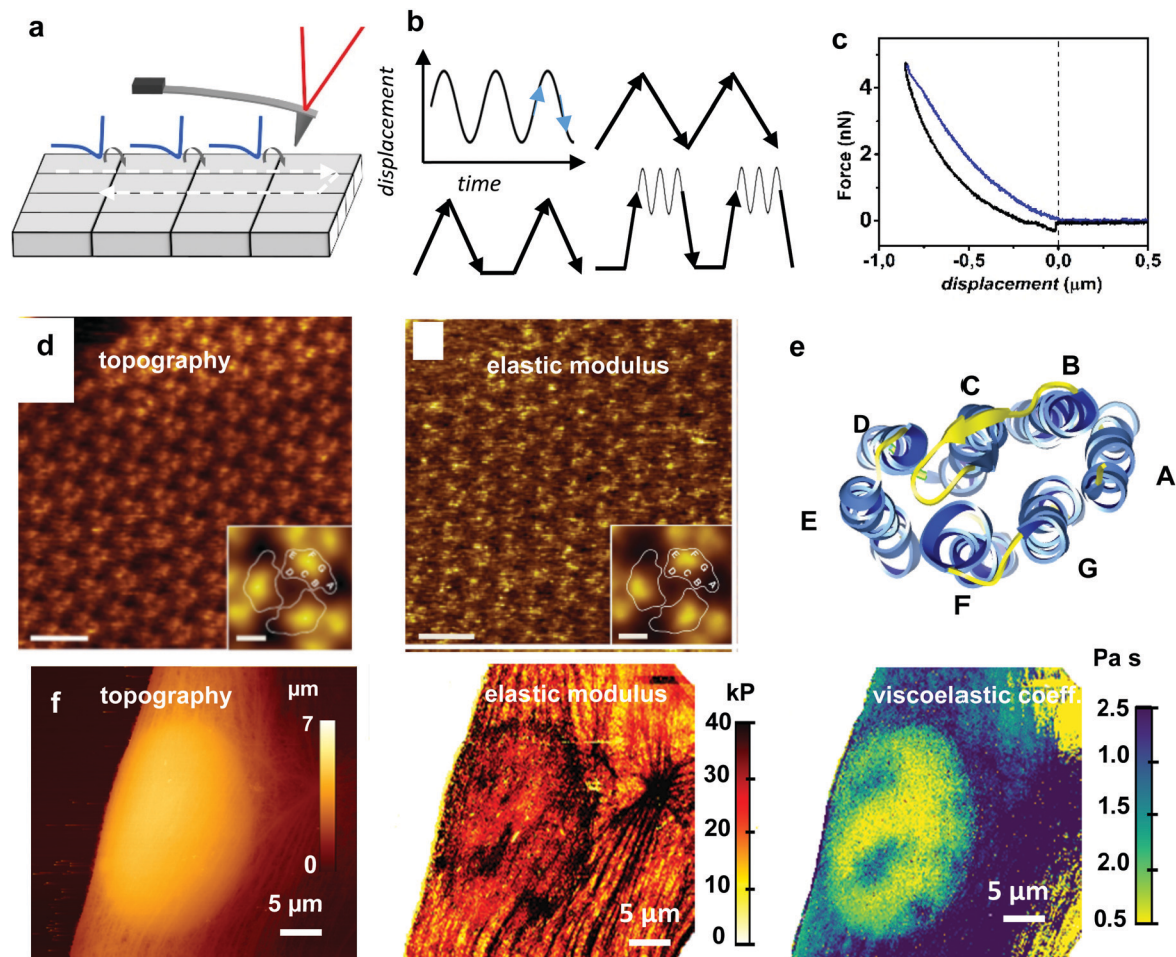 a
b
displacement
time
c
Force (nN)
4
2
0
-1,0
-0,5
0,0
0,5
displacement (μm)
d
topography
E
F
G
D
C
B
A
elastic modulus
E
F
G
D
C
B
A
e
B
C
D
A
E
G
F
f
topography
μm
7
0
5 μm
elastic modulus
kP
40
30
20
10
0
5 μm
viscoelastic coeff.
Pa s
2.5
1.0
1.5
2.0
0.5
5 μm